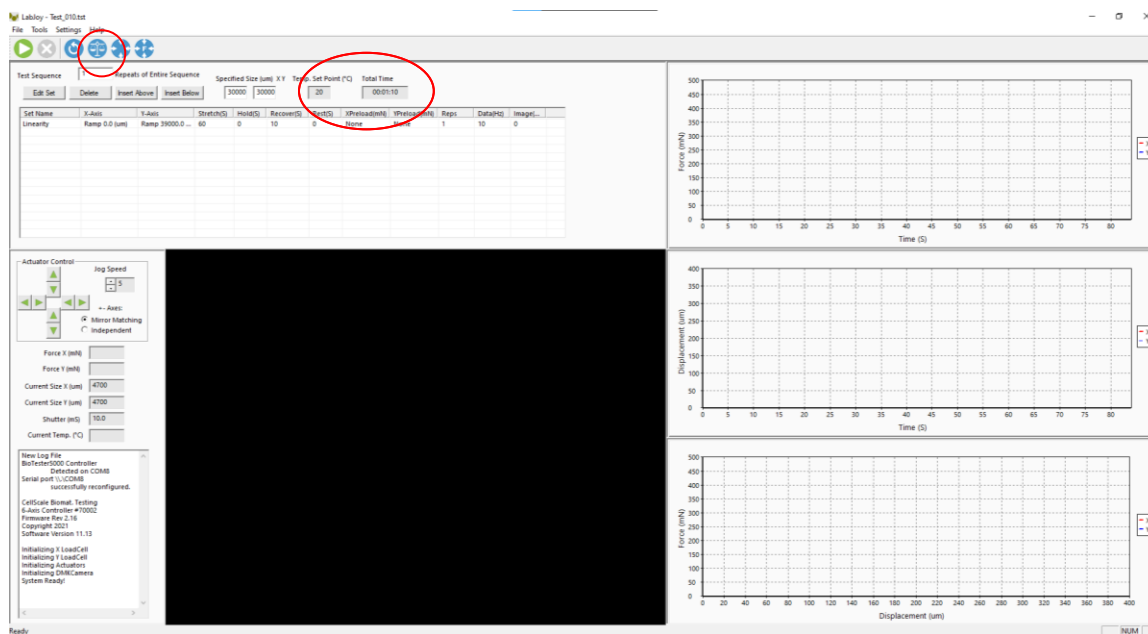 LabJoy - Test_010.tst
File Tools Settings Help
Test Sequence 1 Repeats of Entire Sequence
Specified Size (um) X Y Temp. Set Point (°C) Total Time
Edit Set Delete Insert Above Insert Below 30000 30000 20 00:01:10
Set Name X-Axis Y-Axis Stretch(S) Hold(S) Recover(S) Rest(S) XPreload(mN) YPreload(mN) Reps Data(Hz) Image(...
Linearity Ramp 0.0 (um) Ramp 39000.0 ... 60 0 10 0 None None 1 10 0
Actuator Control
Jog Speed
5
+- Axes:
Mirror Matching
Independent
Force X (mN)
Force Y (mN)
Current Size X (um) 4700
Current Size Y (um) 4700
Shutter (mS) 10.0
Current Temp. (°C)
New Log File
BioTester5000 Controller
Detected on COM8
Serial port \\.\COM8
successfully reconfigured.
CellScale Biomat. Testing
6-Axis Controller #70002
Firmware Rev 2.16
Copyright 2021
Software Version 11.13
Initializing X LoadCell
Initializing Y LoadCell
Initializing Actuators
Initializing DMKCamera
System Ready!
Ready
Force (mN)
500
450
400
350
300
250
200
150
100
50
0
0 5 10 15 20 25 30 35 40 45 50 55 60 65 70 75 80
Time (S)
Displacement (um)
400
350
300
250
200
150
100
50
0
0 5 10 15 20 25 30 35 40 45 50 55 60 65 70 75 80
Time (S)
Force (mN)
500
450
400
350
300
250
200
150
100
50
0
0 20 40 60 80 100 120 140 160 180 200 220 240 260 280 300 320 340 360 380 400
Displacement (um)
NUM